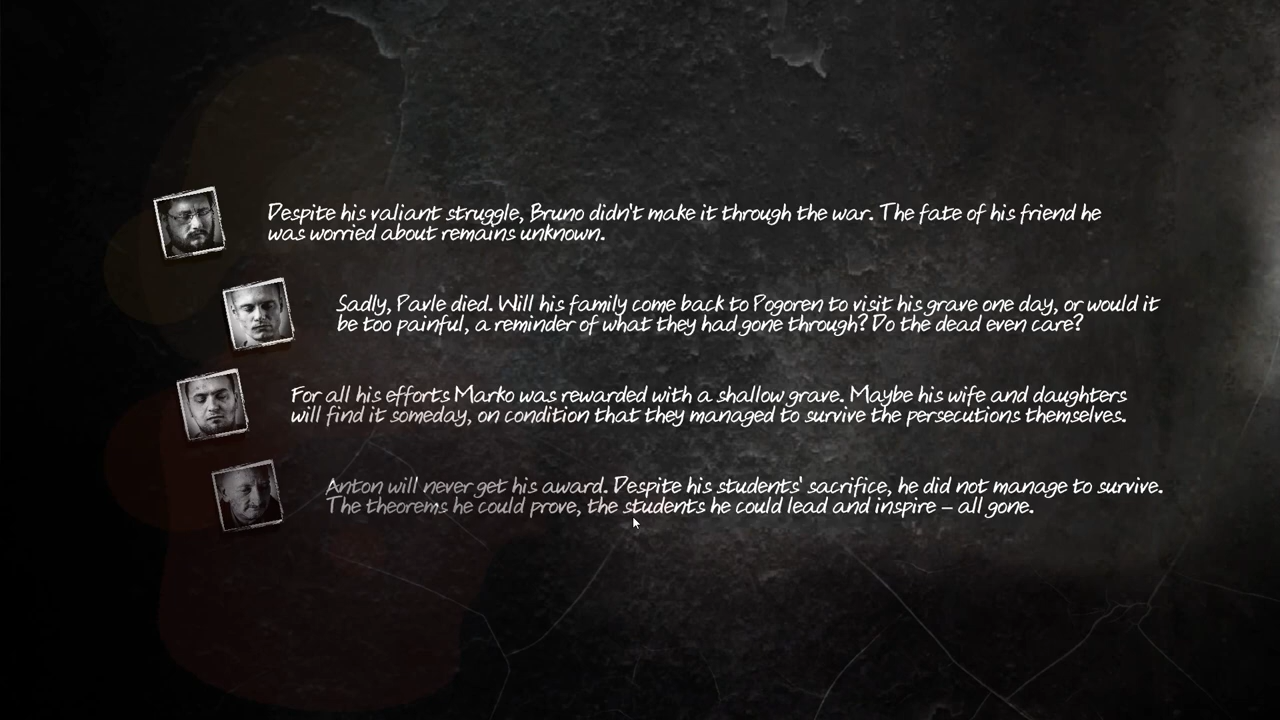 Despite his valiant struggle, Bruno didn't make it through the war. The fate of his friend he
was worried about remains unknown.
Sadly, Pavle died. Will his family come back to Pogoren to visit his grave one day, or would it
be too painful, a reminder of what they had gone through? Do the dead even care?
For all his efforts Marko was rewarded with a shallow grave. Maybe his wife and daughters
will find it someday, on condition that they managed to survive the persecutions themselves.
Anton will never get his award. Despite his students' sacrifice, he did not manage to survive.
The theorems he could prove, the students he could lead and inspire – all gone.